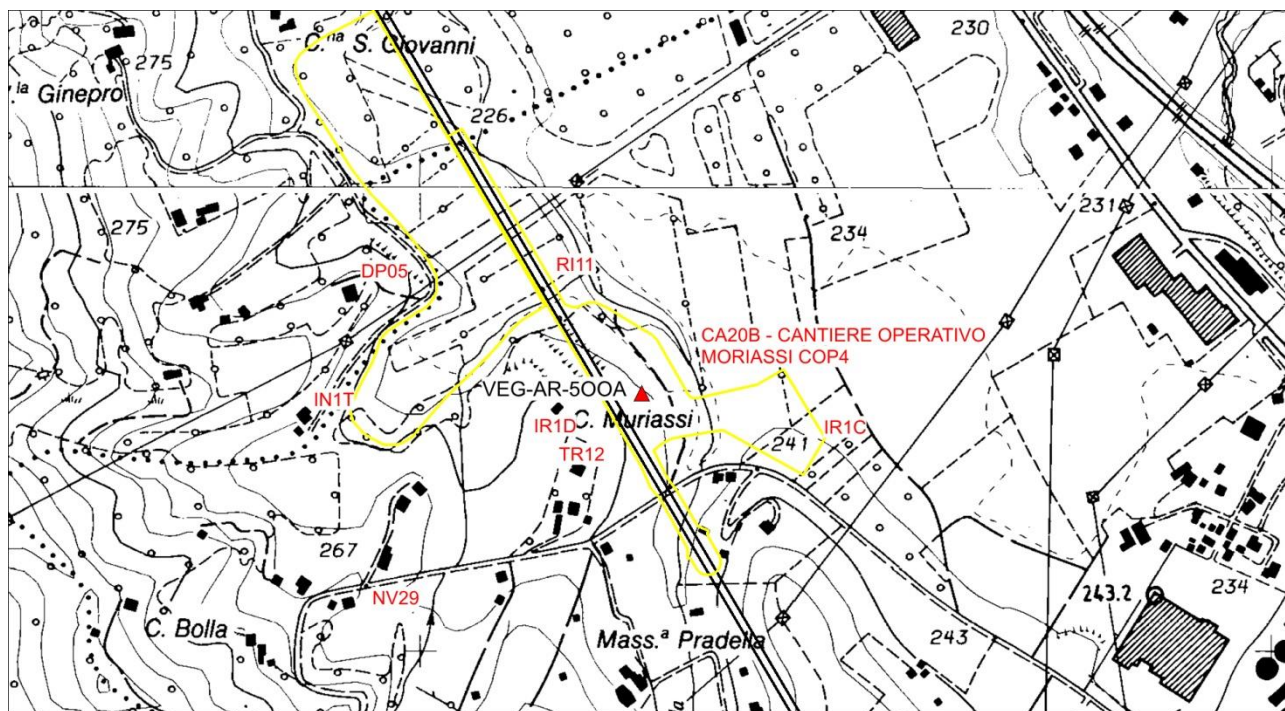 C.na S. Giovanni
230
275
la Ginepro
226
275
231
234
DP05
RI11
CA20B - CANTIERE OPERATIVO
MORIASSI COP4
VEG-AR-500A
IN1T
IR1D
C. Muriassi
IR1C
241
TR12
267
NV29
243.2
234
C. Bolla
Mass.a Pradella
243